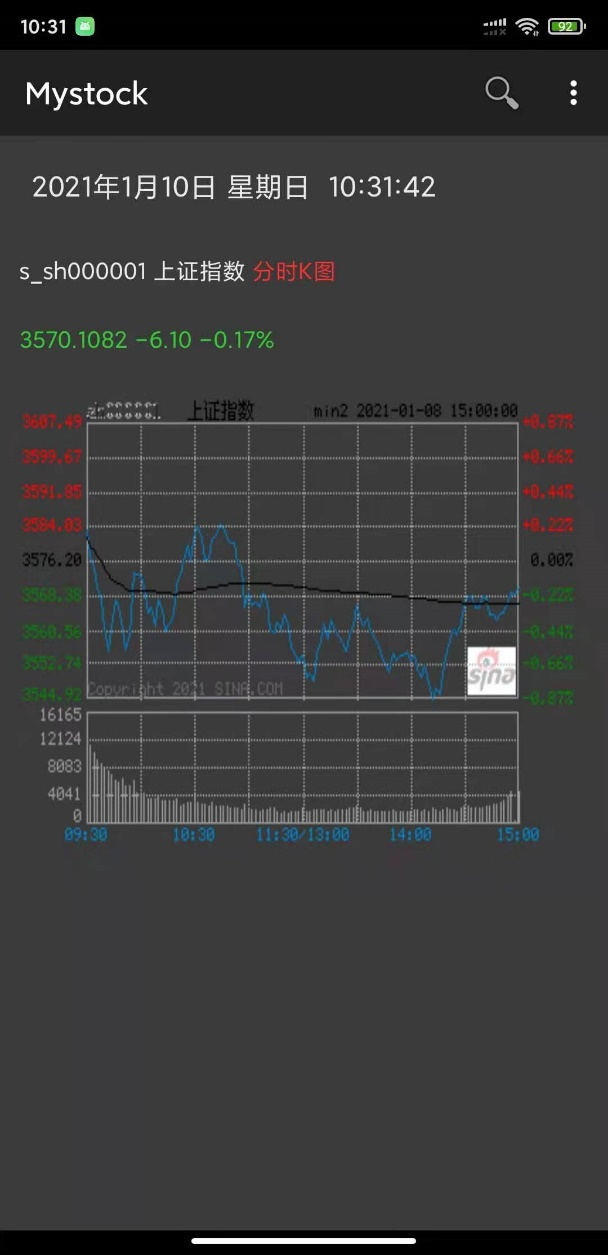 10:31 92
Mystock
2021年1月10日 星期日 10:31:42
s_sh000001 上证指数 分时K图
3570.1082 -6.10 -0.17%
sh000001 上证指数 min2 2021-01-08 15:00:00
3607.49 +0.87%
3599.67 +0.66%
3591.85 +0.44%
3584.03 +0.22%
3576.20 0.00%
3568.38 -0.22%
3560.56 -0.44%
3552.74 -0.66%
sina
3544.92 -0.87%
Copyright 2021 SINA.COM
16165
12124
8083
4041
0
09:30 10:30 11:30/13:00 14:00 15:00